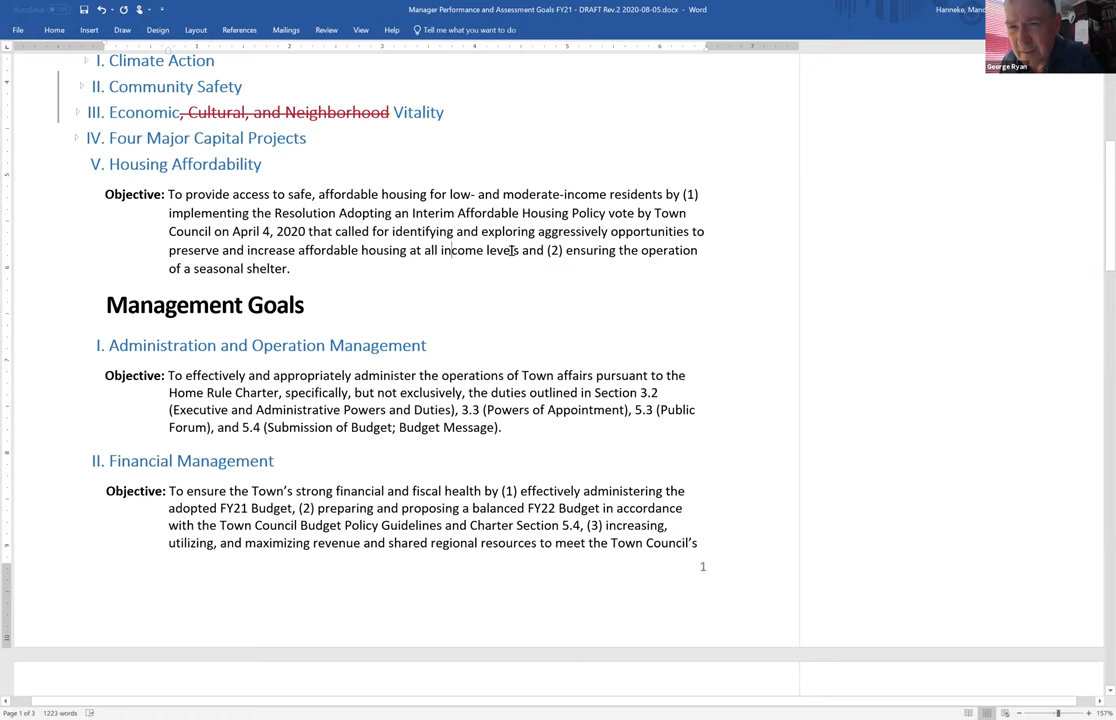 AutoSave Off
Manager Performance and Assessment Goals FY21 - DRAFT Rev.2 2020-08-05.docx - Word
Hanneke, Mand
File Home Insert Draw Design Layout References Mailings Review View Help Tell me what you want to do
George Ryan
1 2 3 4 5 6 7
I. Climate Action
II. Community Safety
III. Economic, Cultural, and Neighborhood Vitality
IV. Four Major Capital Projects
V. Housing Affordability
Objective: To provide access to safe, affordable housing for low- and moderate-income residents by (1)
implementing the Resolution Adopting an Interim Affordable Housing Policy vote by Town
Council on April 4, 2020 that called for identifying and exploring aggressively opportunities to
preserve and increase affordable housing at all income levels and (2) ensuring the operation
of a seasonal shelter.
Management Goals
I. Administration and Operation Management
Objective: To effectively and appropriately administer the operations of Town affairs pursuant to the
Home Rule Charter, specifically, but not exclusively, the duties outlined in Section 3.2
(Executive and Administrative Powers and Duties), 3.3 (Powers of Appointment), 5.3 (Public
Forum), and 5.4 (Submission of Budget; Budget Message).
II. Financial Management
Objective: To ensure the Town's strong financial and fiscal health by (1) effectively administering the
adopted FY21 Budget, (2) preparing and proposing a balanced FY22 Budget in accordance
with the Town Council Budget Policy Guidelines and Charter Section 5.4, (3) increasing,
utilizing, and maximizing revenue and shared regional resources to meet the Town Council's
1
Page 1 of 3 1223 words
157%